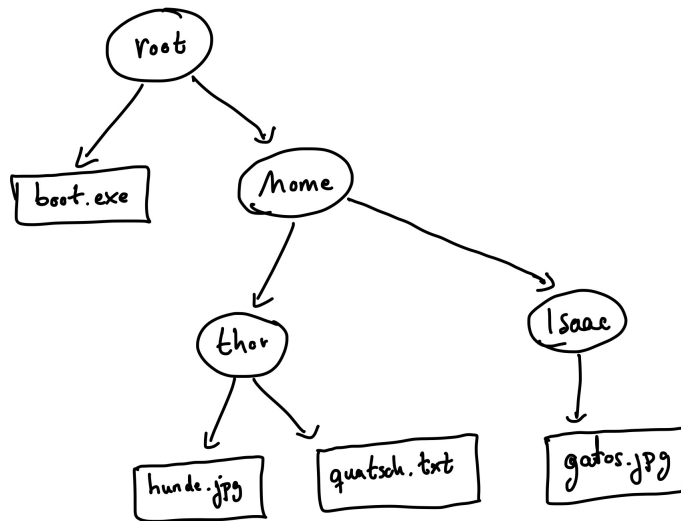 root
boot.exe
home
thor
Isaac
hunde.jpg
quatsch.txt
gatos.jpg